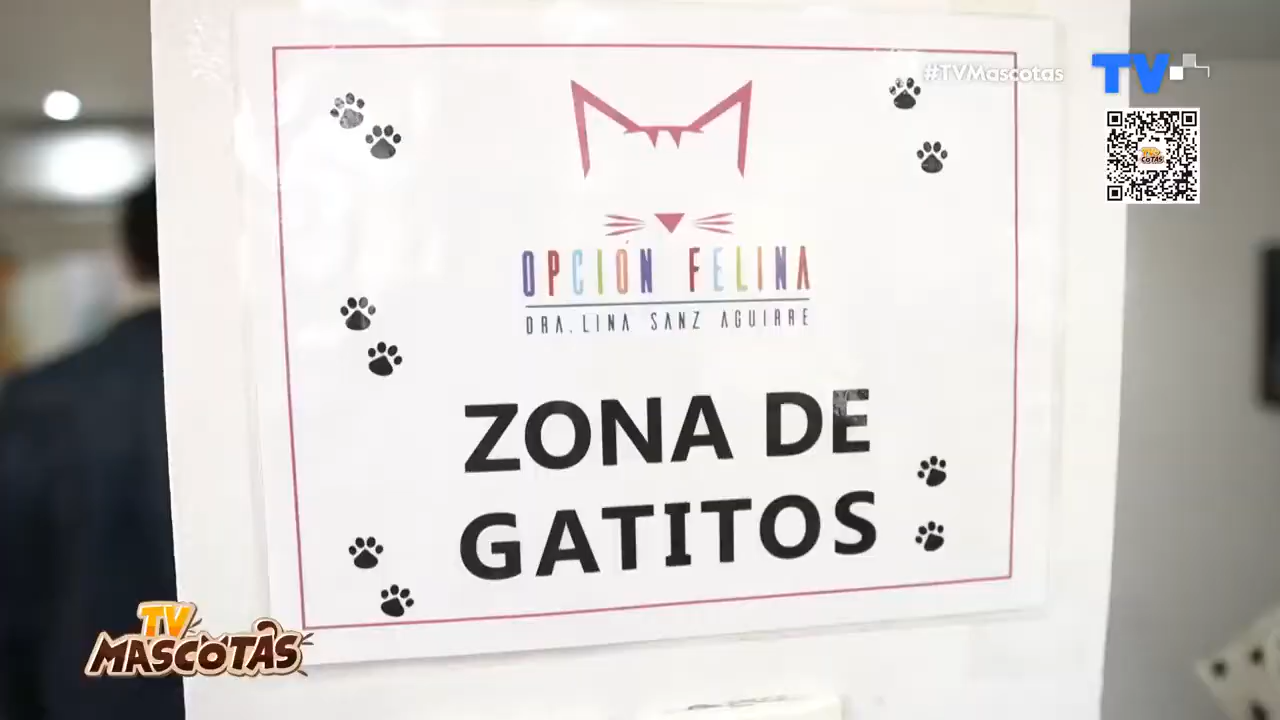 #TVMascotas
TV
OPCIÓN FELINA
DRA. LINA SANZ AGUIRRE
ZONA DE
GATITOS
TV
MASCOTAS